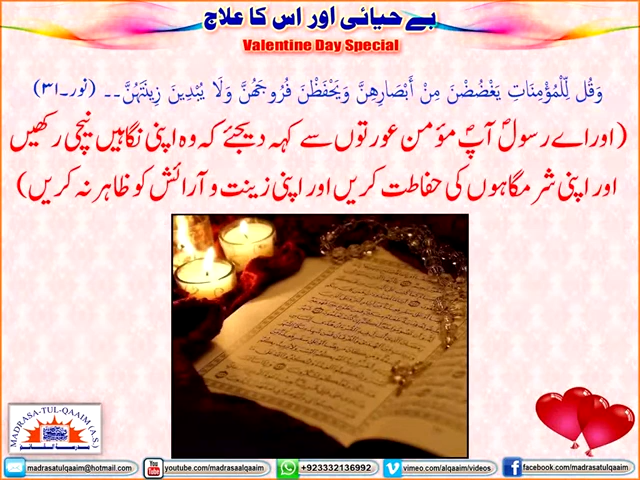 بے حیائی اور اس کا علاج
Valentine Day Special
وَقُل لِّلْمُؤْمِنَاتِ يَغْضُضْنَ مِنْ أَبْصَارِهِنَّ وَيَحْفَظْنَ فُرُوجَهُنَّ وَلَا يُبْدِينَ زِينَتَهُنَّ۔۔ (نور۔۳۱)
(اور اے رسولؐ آپؐ مؤمن عورتوں سے کہہ دیجئے کہ وہ اپنی نگاہیں نیچی رکھیں
اور اپنی شرمگاہوں کی حفاظت کریں اور اپنی زینت و آرائش کو ظاہر نہ کریں)
MADRASA-TUL-QAAIM (A.S.)
madrasatulqaaim@hotmail.com
You Tube youtube.com/madrasaalqaaim
+923332136992
vimeo.com/alqaaim/videos
facebook.com/madrasatulqaaim